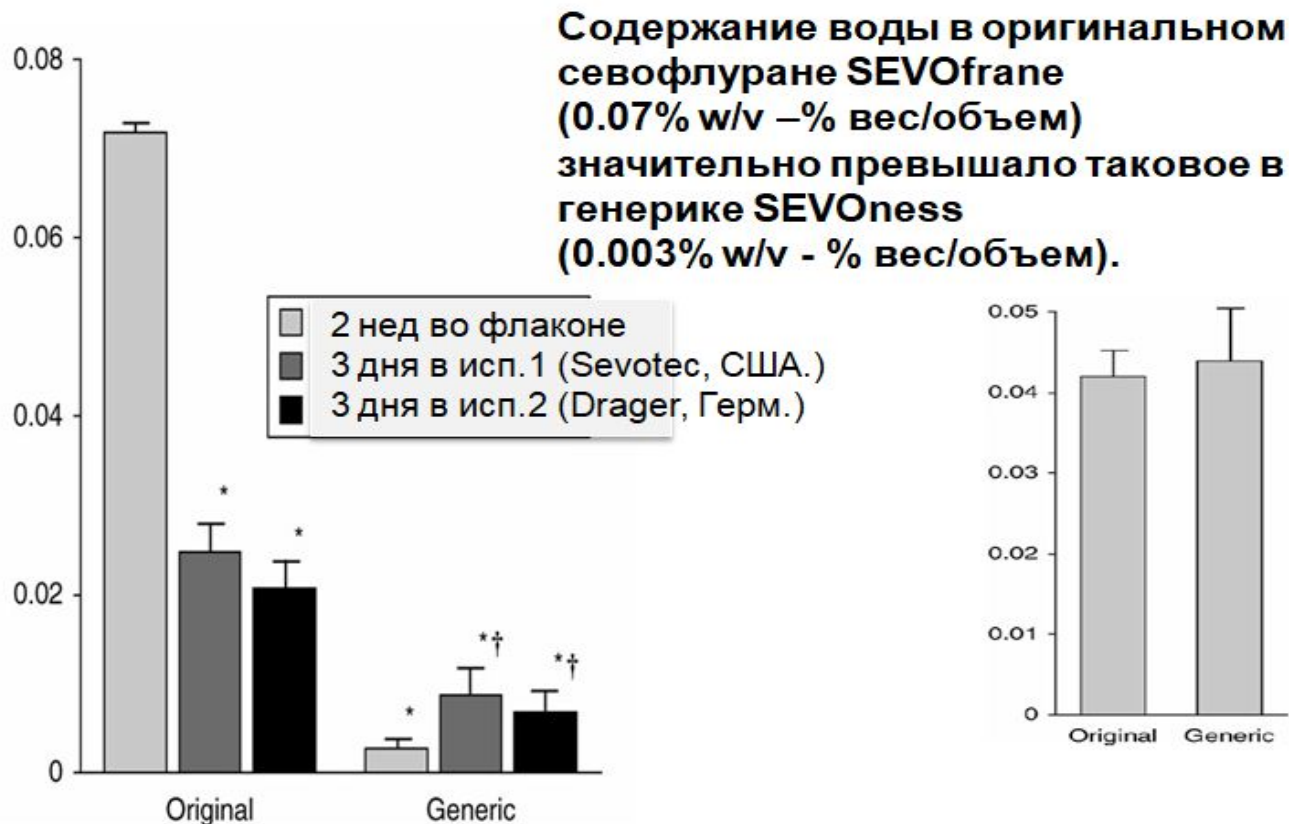 Содержание воды в оригинальном
севофлуране SEVOfrane
(0.07% w/v –% вес/объем)
значительно превышало таковое в
генерике SEVOness
(0.003% w/v - % вес/объем).
0.08
0.06
0.04
0.02
0
2 нед во флаконе
3 дня в исп.1 (Sevotec, США.)
3 дня в исп.2 (Drager, Герм.)
*
*
*
*†
*†
Original
Generic
0.05
0.04
0.03
0.02
0.01
0
Original
Generic